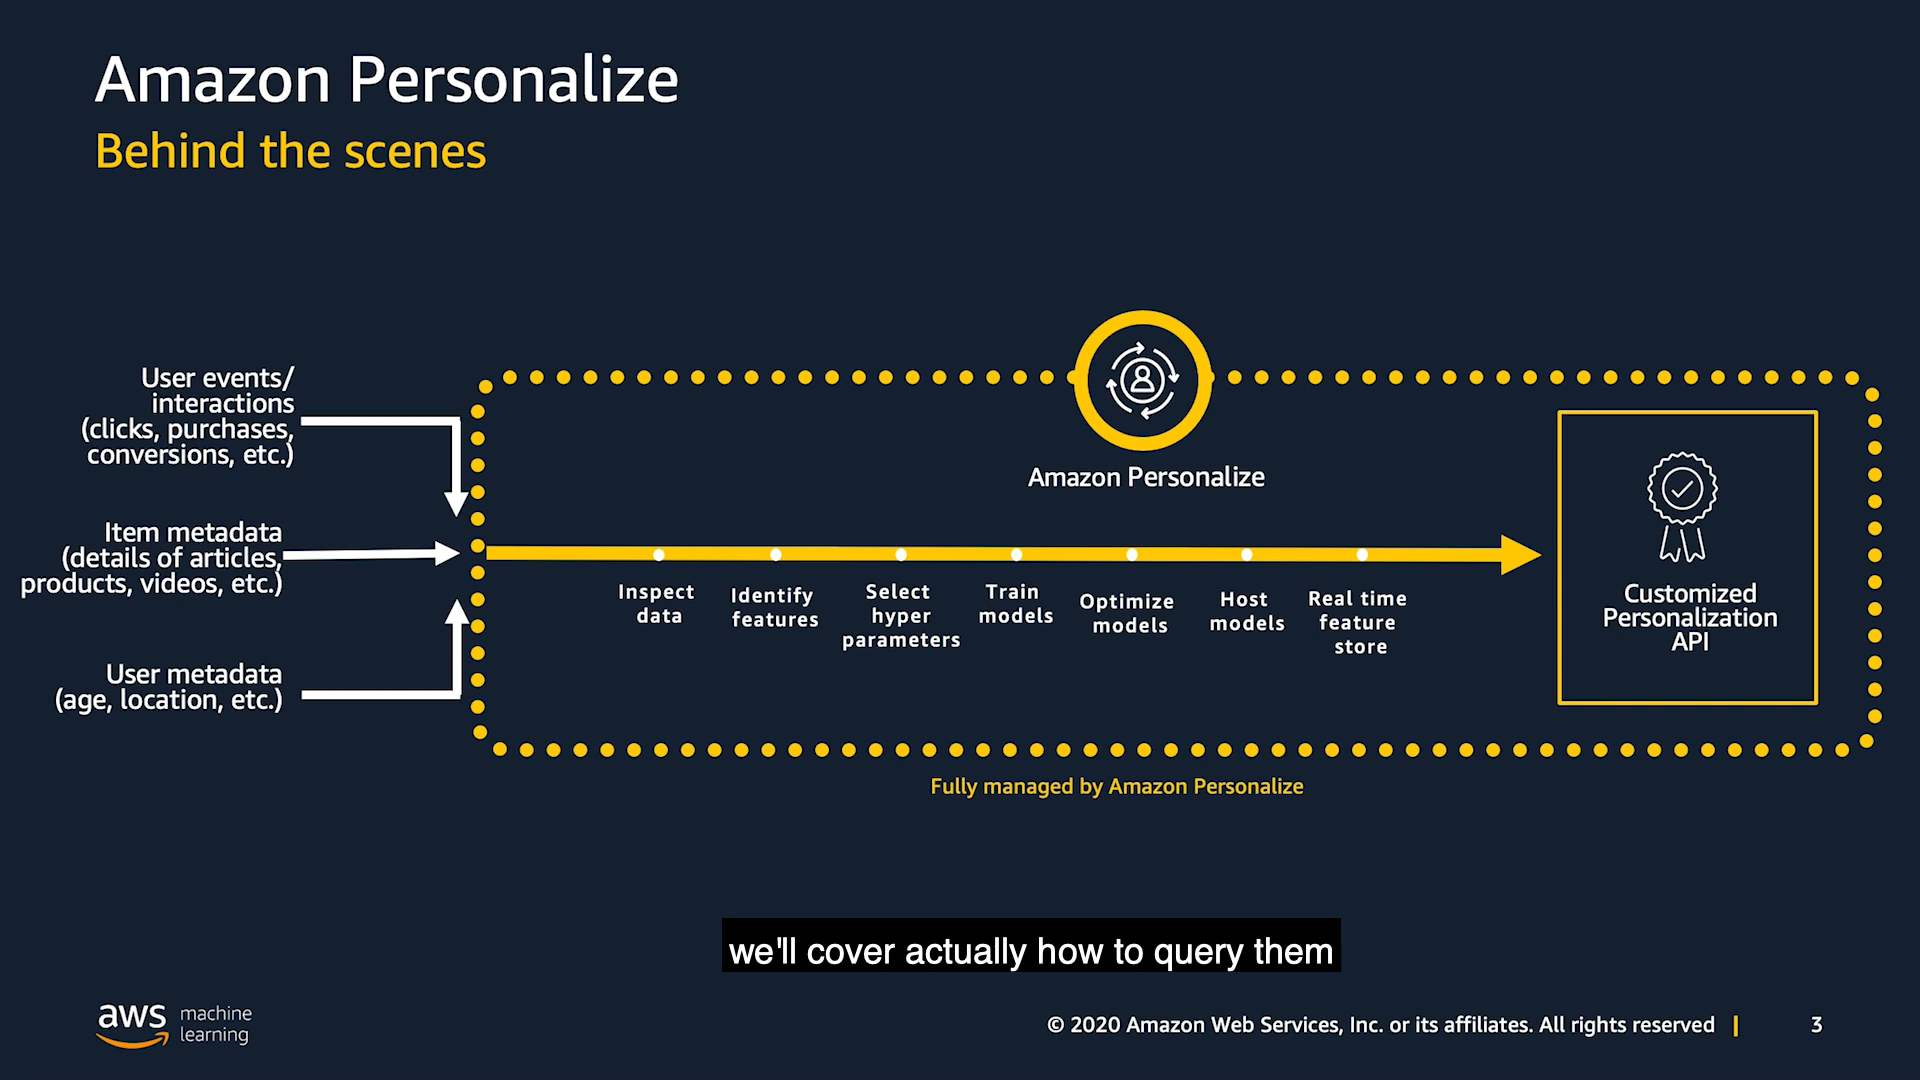 Amazon Personalize
Behind the scenes
User events/
interactions
(clicks, purchases,
conversions, etc.)
Item metadata
(details of articles,
products, videos, etc.)
User metadata
(age, location, etc.)
Amazon Personalize
Inspect
data
Identify
features
Select
hyper
parameters
Train
models
Optimize
models
Host
models
Real time
feature
store
Customized
Personalization
API
Fully managed by Amazon Personalize
we'll cover actually how to query them
aws machine
learning
© 2020 Amazon Web Services, Inc. or its affiliates. All rights reserved | 3